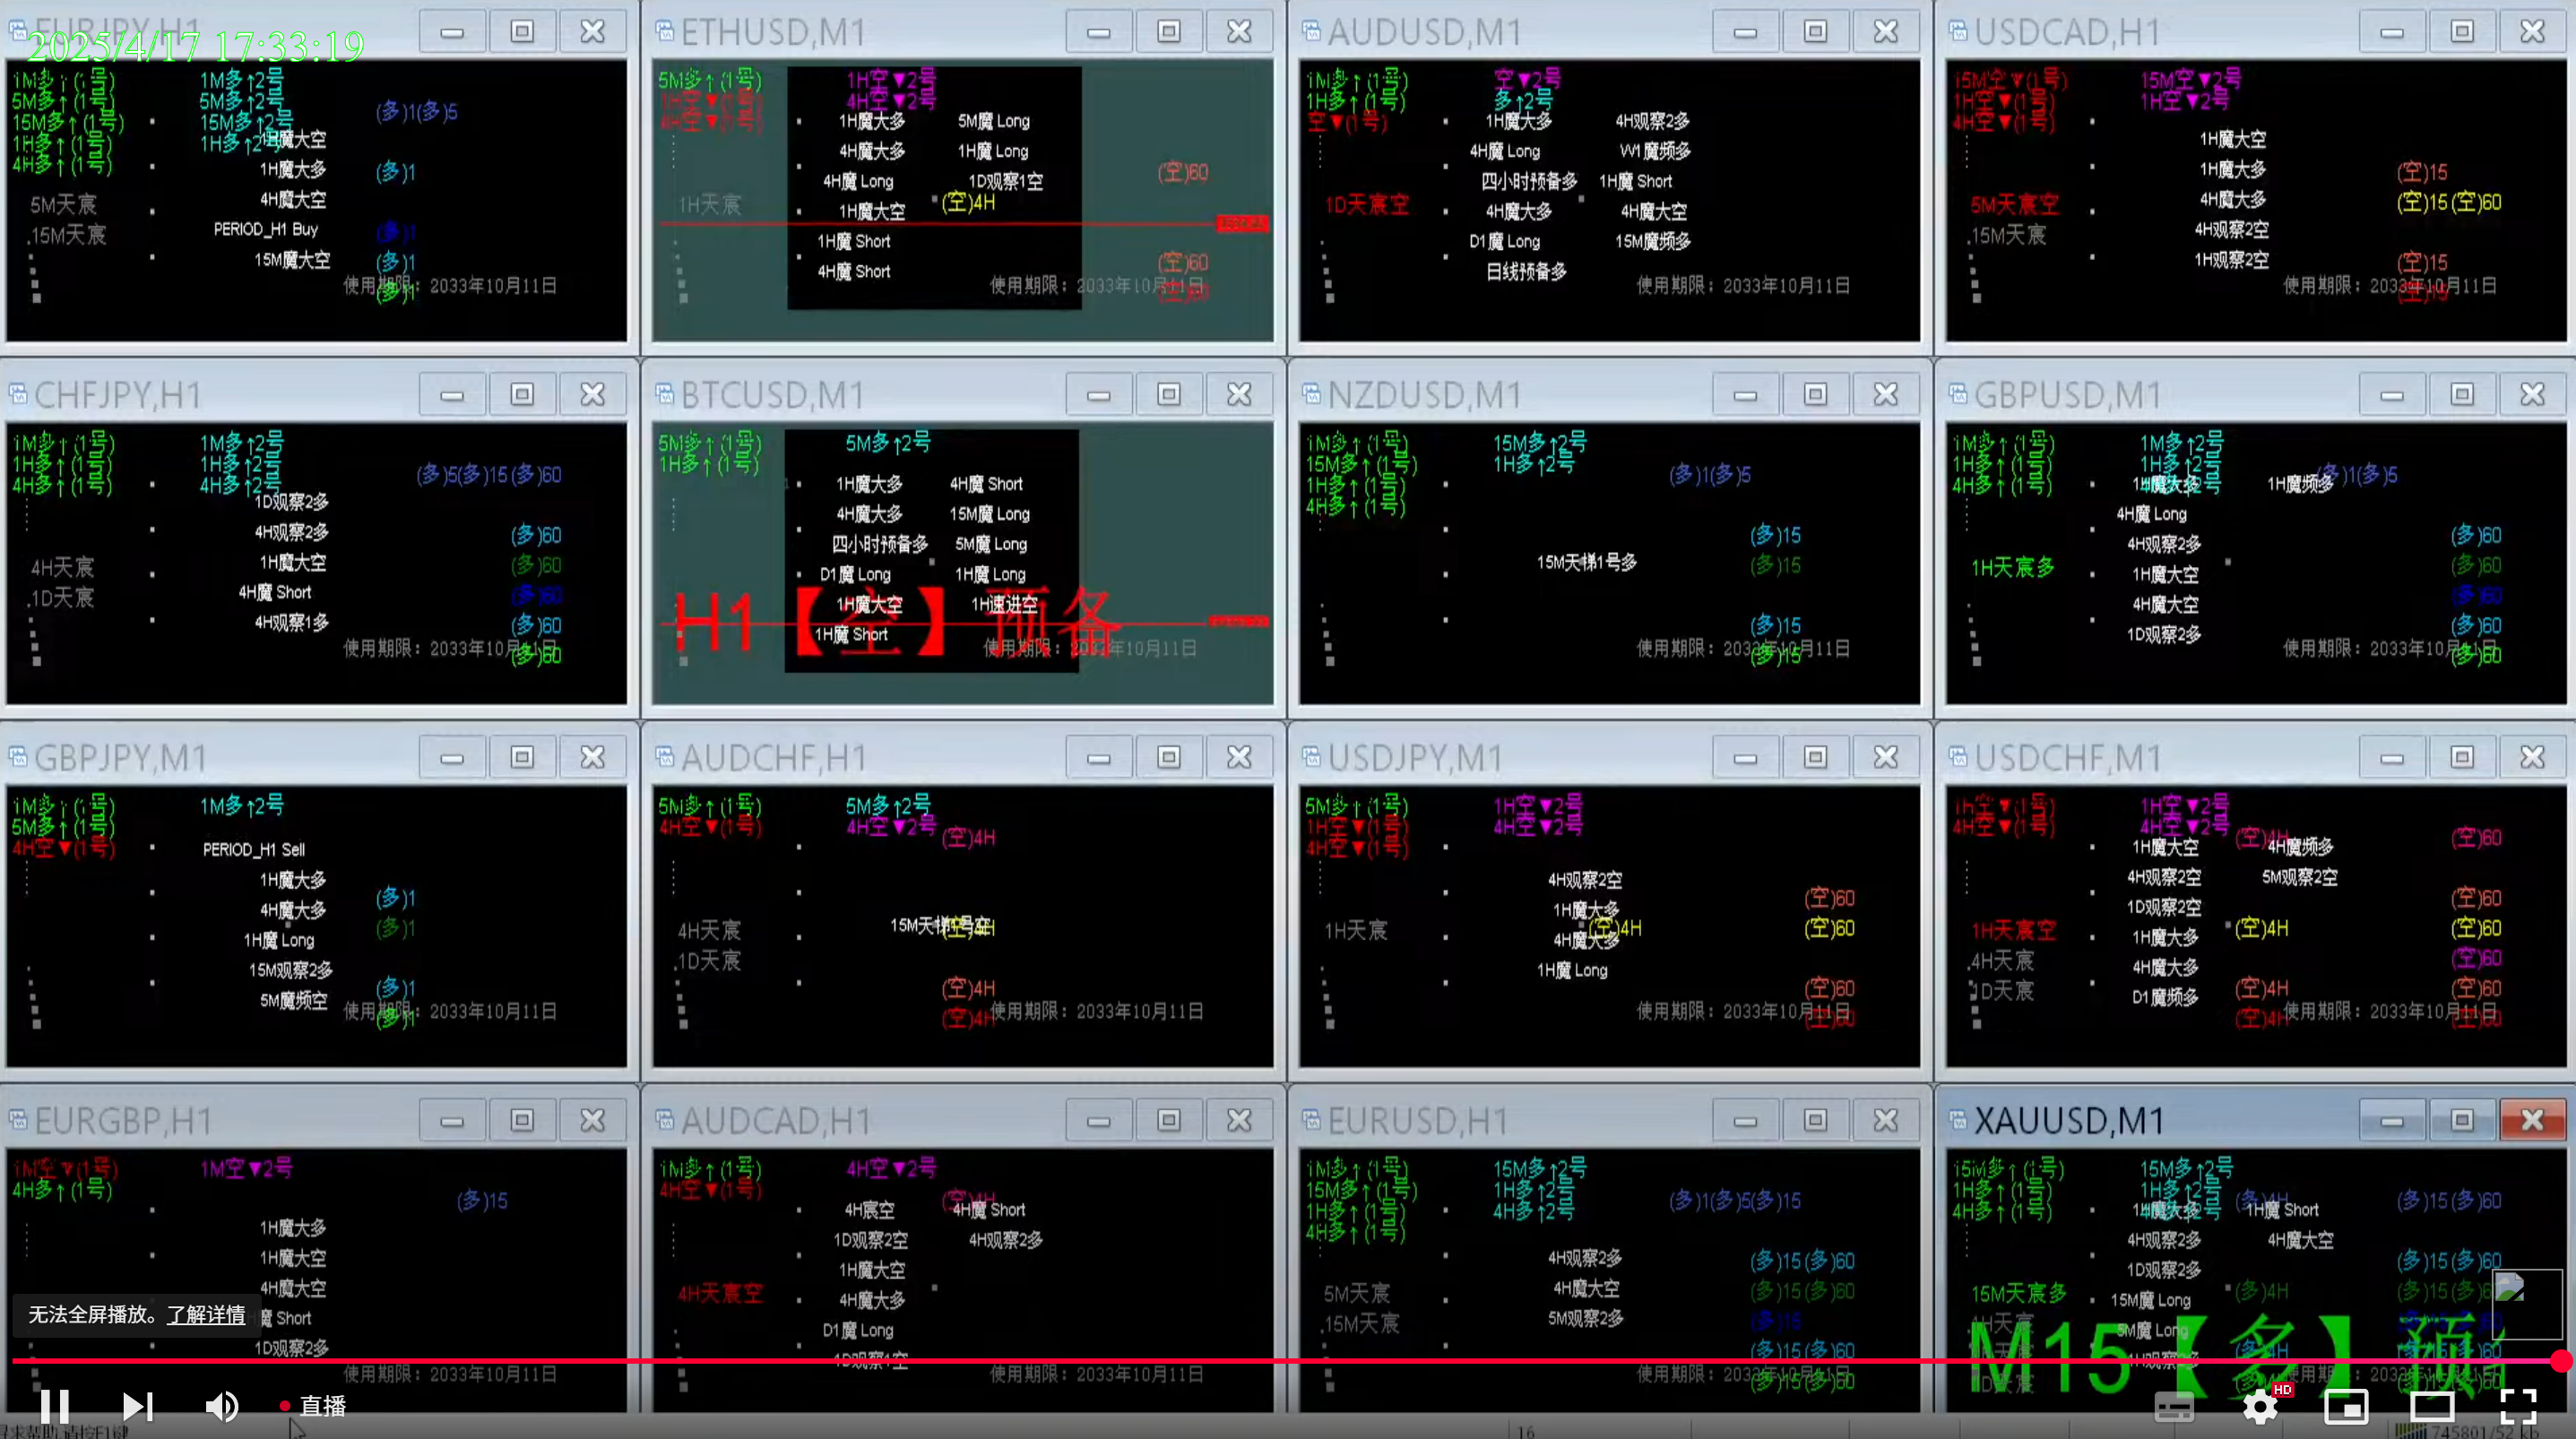 EURJPY,H1
2025/4/17 17:33:19
1M多↑(1号)
5M多↑(1号)
15M多↑(1号)
1H多↑(1号)
4H多↑(1号)
1M多↑2号
5M多↑2号
15M多↑2号
1H多↑2号
(多)1(多)5
1H魔大空
1H魔大多
(多)1
4H魔大空
5M天宸
PERIOD_H1 Buy
(多)1
.15M天宸
15M魔大空
(多)1
使用期限：2033年10月11日
(多)1
ETHUSD,M1
5M多↑(1号)
1H空▼(1号)
4H空▼(1号)
1H空▼2号
4H空▼2号
1H魔大多
5M魔 Long
4H魔大多
1H魔 Long
(空)60
4H魔 Long
1D观察1空
1H天宸
(空)4H
1H魔大空
1H魔 Short
(空)60
4H魔 Short
使用期限：2033年10月11日
(空)60
AUDUSD,M1
1M多↑(1号)
1H多↑(1号)
空▼(1号)
空▼2号
多↑2号
1H魔大多
4H观察2多
4H魔 Long
W1魔频多
四小时预备多
1H魔 Short
1D天宸空
4H魔大多
4H魔大空
D1魔 Long
15M魔频多
日线预备多
使用期限：2033年10月11日
USDCAD,H1
15M空▼(1号)
1H空▼(1号)
4H空▼(1号)
15M空▼2号
1H空▼2号
1H魔大空
1H魔大多
(空)15
4H魔大多
(空)15(空)60
5M天宸空
4H观察2空
.15M天宸
1H观察2空
(空)15
使用期限：2033年10月11日
(空)15
CHFJPY,H1
1M多↑(1号)
1H多↑(1号)
4H多↑(1号)
1M多↑2号
1H多↑2号
4H多↑2号
(多)5(多)15(多)60
1D观察2多
4H观察2多
(多)60
4H天宸
1H魔大空
(多)60
.1D天宸
4H魔 Short
(多)60
4H观察1多
(多)60
使用期限：2033年10月11日
(多)60
BTCUSD,M1
5M多↑(1号)
1H多↑(1号)
5M多↑2号
1H魔大多
4H魔 Short
4H魔大多
15M魔 Long
四小时预备多
5M魔 Long
D1魔 Long
1H魔 Long
1H魔大空
1H速进空
1H魔 Short
H1【空】预备
使用期限：2033年10月11日
NZDUSD,M1
1M多↑(1号)
15M多↑(1号)
1H多↑(1号)
4H多↑(1号)
15M多↑2号
1H多↑2号
(多)1(多)5
(多)15
15M天梯1号多
(多)15
(多)15
使用期限：2033年10月11日
(多)15
GBPUSD,M1
1M多↑(1号)
1H多↑(1号)
4H多↑(1号)
1M多↑2号
1H多↑2号
4H多↑2号
(多)1(多)5
1H魔大多
1H魔频多
4H魔 Long
4H观察2多
(多)60
1H天宸多
1H魔大空
(多)60
4H魔大空
(多)60
1D观察2多
(多)60
使用期限：2033年10月11日
(多)60
GBPJPY,M1
1M多↑(1号)
5M多↑(1号)
4H空▼(1号)
1M多↑2号
PERIOD_H1 Sell
1H魔大多
(多)1
4H魔大多
(多)1
1H魔 Long
15M观察2多
(多)1
5M魔频空
使用期限：2033年10月11日
(多)1
AUDCHF,H1
5M多↑(1号)
4H空▼(1号)
5M多↑2号
4H空▼2号
(空)4H
4H天宸
15M天梯1号空
(空)4H
.1D天宸
(空)4H
使用期限：2033年10月11日
(空)4H
USDJPY,M1
5M多↑(1号)
1H空▼(1号)
4H空▼(1号)
1H空▼2号
4H空▼2号
4H观察2空
(空)60
1H魔大多
1H天宸
(空)4H
(空)60
4H魔大多
1H魔 Long
(空)60
使用期限：2033年10月11日
(空)60
USDCHF,M1
1H空▼(1号)
4H空▼(1号)
1H空▼2号
4H空▼2号
(空)4H
(空)60
1H魔大空
4H魔频多
4H观察2空
5M观察2空
1D观察2空
(空)60
1H天宸空
1H魔大多
(空)4H
(空)60
.4H天宸
4H魔大多
(空)60
1D天宸
D1魔频多
(空)4H
(空)60
使用期限：2033年10月11日
(空)4H
(空)60
EURGBP,H1
1M空▼(1号)
4H多↑(1号)
1M空▼2号
(多)15
1H魔大多
1H魔大空
4H魔大空
魔 Short
1D观察2多
使用期限：2033年10月11日
AUDCAD,H1
1M多↑(1号)
4H空▼(1号)
4H空▼2号
(空)4H
4H宸空
4H魔 Short
1D观察2空
4H观察2多
1H魔大空
4H天宸空
4H魔大多
D1魔 Long
1D观察1空
使用期限：2033年10月11日
EURUSD,H1
1M多↑(1号)
15M多↑(1号)
1H多↑(1号)
4H多↑(1号)
15M多↑2号
1H多↑2号
4H多↑2号
(多)1(多)5(多)15
4H观察2多
(多)15(多)60
5M天宸
4H魔大空
(多)15(多)60
.15M天宸
5M观察2多
(多)15
(多)15(多)60
使用期限：2033年10月11日
(多)15(多)60
XAUUSD,M1
15M多↑(1号)
1H多↑(1号)
4H多↑(1号)
15M多↑2号
1H多↑2号
4H多↑2号
(多)4H
(多)15(多)60
1H魔大多
1H魔 Short
4H观察2多
4H魔大空
1D观察2多
(多)15(多)60
15M天宸多
15M魔 Long
(多)4H
5M魔 Long
M15【多】预
使用期限：2033年10月11日
无法全屏播放。了解详情
直播
HD
16
745801/52 kb